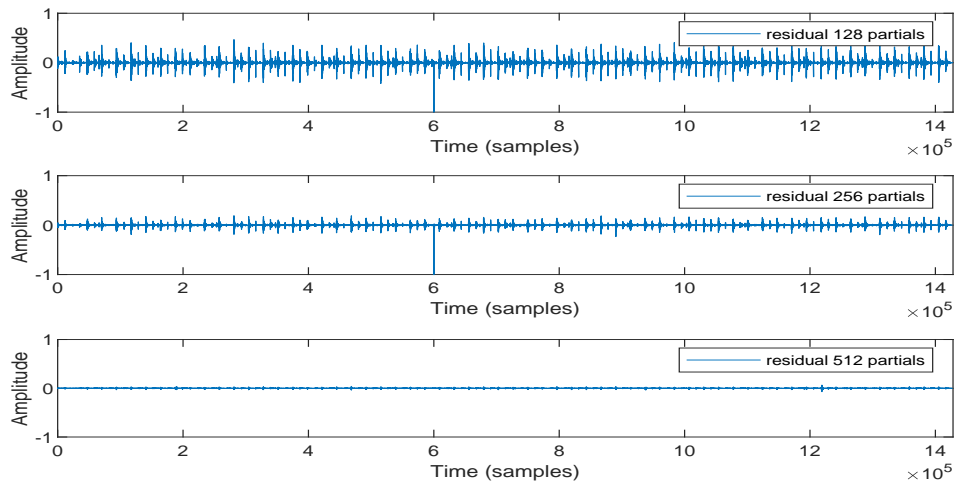 1
residual 128 partials
Amplitude
0
-1
0 2 4 6 8 10 12 14
Time (samples)
×10^5
1
residual 256 partials
Amplitude
0
-1
0 2 4 6 8 10 12 14
Time (samples)
×10^5
1
residual 512 partials
Amplitude
0
-1
0 2 4 6 8 10 12 14
Time (samples)
×10^5